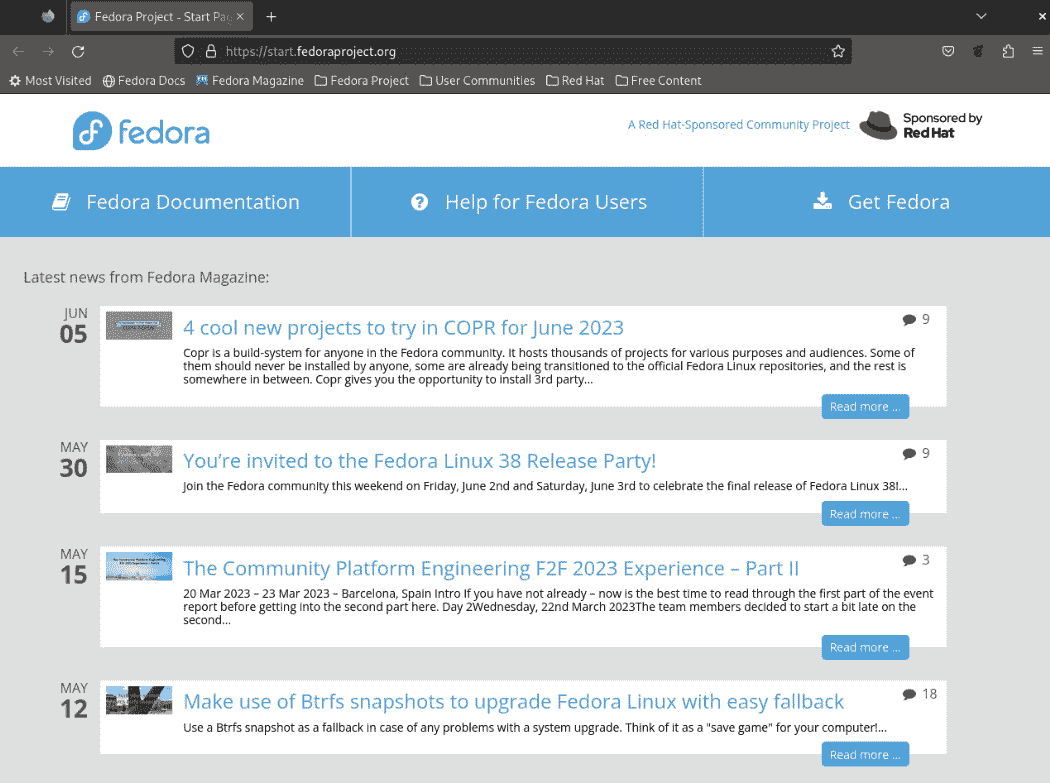 Fedora Project - Start Pag
https://start.fedoraproject.org
Most Visited Fedora Docs Fedora Magazine Fedora Project User Communities Red Hat Free Content
fedora
A Red Hat-Sponsored Community Project
Sponsored by
Red Hat
Fedora Documentation
Help for Fedora Users
Get Fedora
Latest news from Fedora Magazine:
JUN
05
4 cool new projects to try in COPR for June 2023
9
Copr is a build-system for anyone in the Fedora community. It hosts thousands of projects for various purposes and audiences. Some of
them should never be installed by anyone, some are already being transitioned to the official Fedora Linux repositories, and the rest is
somewhere in between. Copr gives you the opportunity to install 3rd party...
Read more ...
MAY
30
You’re invited to the Fedora Linux 38 Release Party!
9
Join the Fedora community this weekend on Friday, June 2nd and Saturday, June 3rd to celebrate the final release of Fedora Linux 38!...
Read more ...
MAY
15
The Community Platform Engineering F2F 2023 Experience – Part II
3
20 Mar 2023 – 23 Mar 2023 – Barcelona, Spain Intro If you have not already – now is the best time to read through the first part of the event
report before getting into the second part here. Day 2Wednesday, 22nd March 2023The team members decided to start a bit late on the
second...
Read more ...
MAY
12
Make use of Btrfs snapshots to upgrade Fedora Linux with easy fallback
18
Use a Btrfs snapshot as a fallback in case of any problems with a system upgrade. Think of it as a "save game" for your computer!...
Read more ...